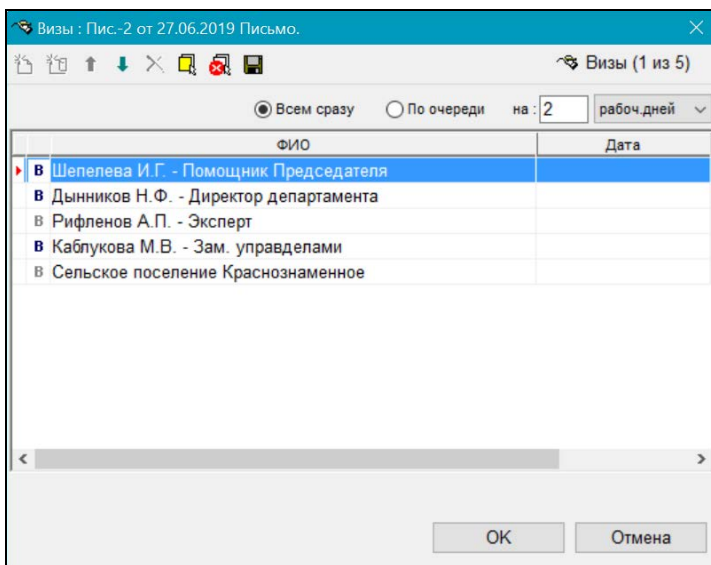 Визы : Пис.-2 от 27.06.2019 Письмо.
Визы (1 из 5)
Всем сразу По очереди на : 2 рабоч.дней
ФИО Дата
В Шепелева И.Г. - Помощник Председателя
В Дынников Н.Ф. - Директор департамента
В Рифленов А.П. - Эксперт
В Каблукова М.В. - Зам. управделами
В Сельское поселение Краснознаменное
OK Отмена